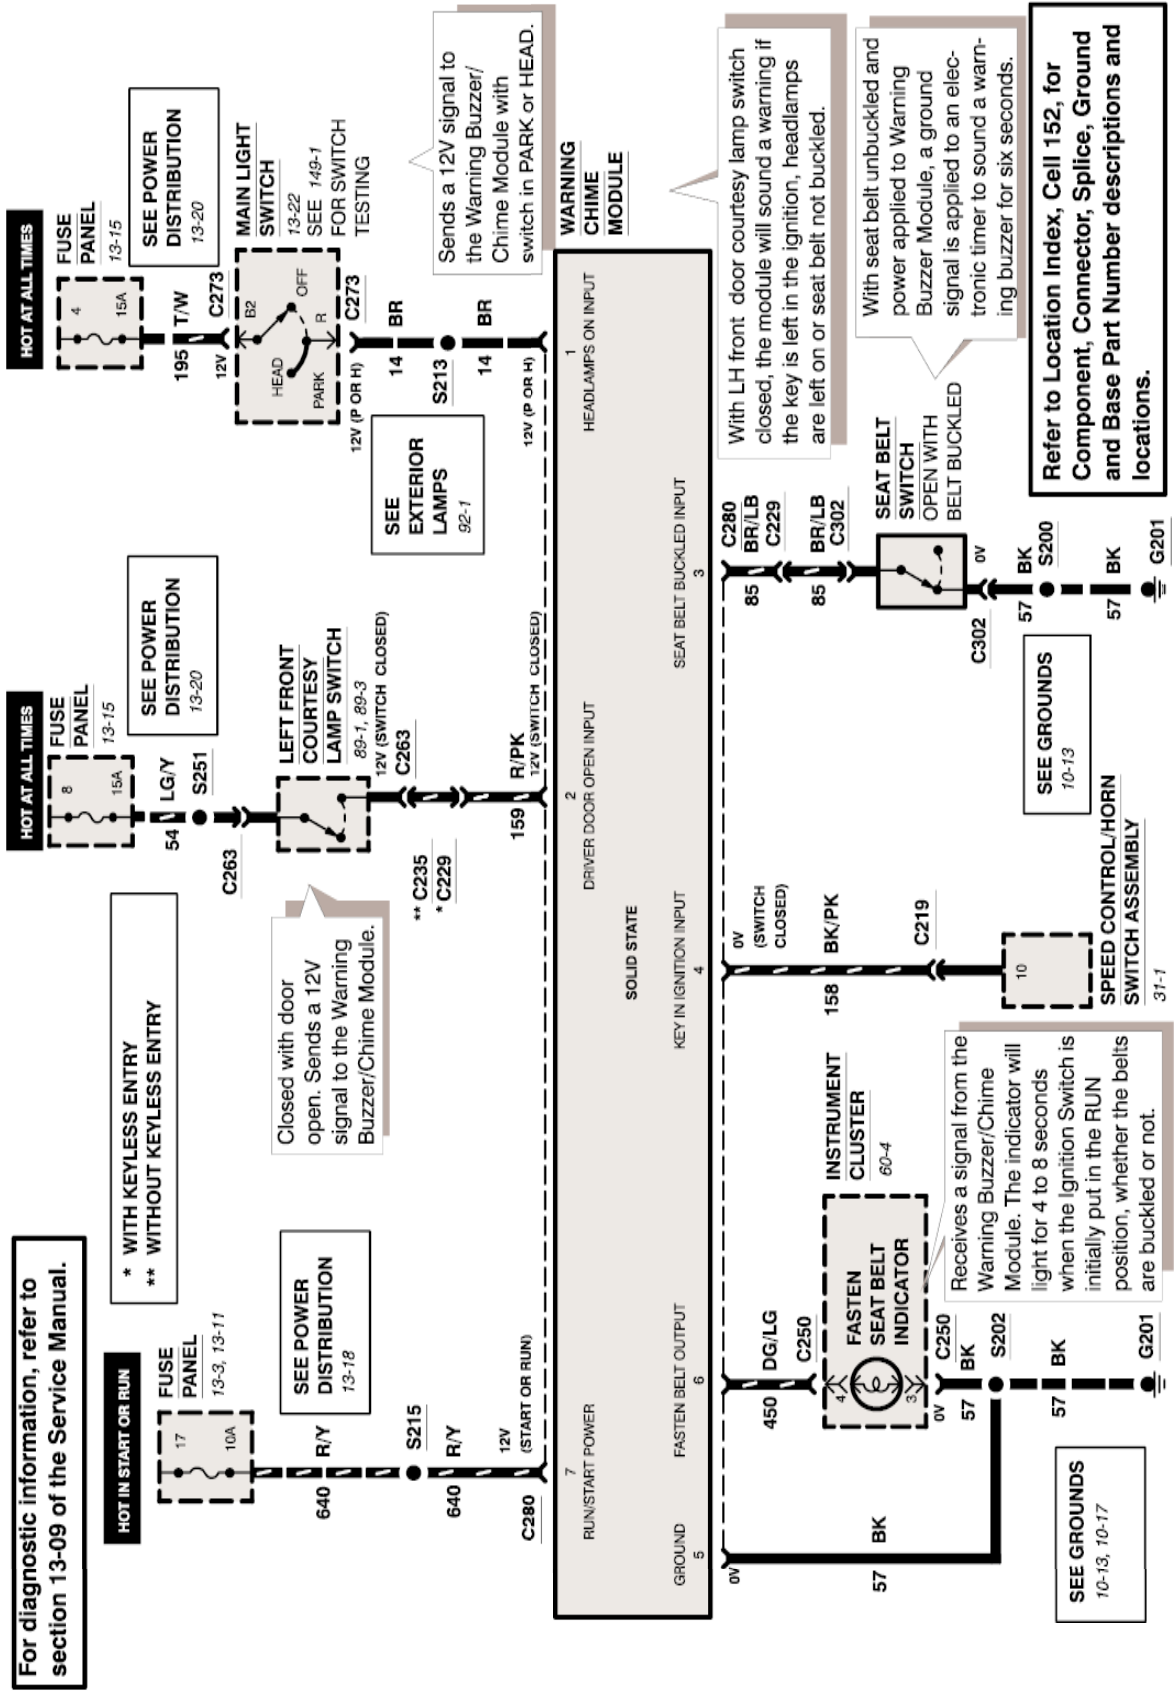 For diagnostic information, refer to
section 13-09 of the Service Manual.
* WITH KEYLESS ENTRY
** WITHOUT KEYLESS ENTRY
HOT IN START OR RUN
FUSE
PANEL
13-3, 13-11
17
10A
SEE POWER
DISTRIBUTION
13-18
640
R/Y
S215
640
R/Y
12V
(START OR RUN)
C280
HOT AT ALL TIMES
FUSE
PANEL
13-15
8
15A
SEE POWER
DISTRIBUTION
13-20
54
LG/Y
S251
C263
LEFT FRONT
COURTESY
LAMP SWITCH
89-1, 89-3
12V (SWITCH CLOSED)
C263
Closed with door
open. Sends a 12V
signal to the Warning
Buzzer/Chime Module.
** C235
* C229
159
R/PK
12V (SWITCH CLOSED)
HOT AT ALL TIMES
FUSE
PANEL
13-15
4
15A
SEE POWER
DISTRIBUTION
13-20
195
T/W
12V
C273
MAIN LIGHT
SWITCH
13-22
SEE 149-1
FOR SWITCH
TESTING
B2
OFF
HEAD
PARK
R
C273
12V (P OR H)
14
BR
S213
SEE
EXTERIOR
LAMPS
92-1
14
BR
12V (P OR H)
Sends a 12V signal to
the Warning Buzzer/
Chime Module with
switch in PARK or HEAD.
WARNING
CHIME
MODULE
7
RUN/START POWER
2
DRIVER DOOR OPEN INPUT
1
HEADLAMPS ON INPUT
SOLID STATE
GROUND
5
FASTEN BELT OUTPUT
6
KEY IN IGNITION INPUT
4
SEAT BELT BUCKLED INPUT
3
With LH front door courtesy lamp switch
closed, the module will sound a warning if
the key is left in the ignition, headlamps
are left on or seat belt not buckled.
0V
57
BK
450
DG/LG
C250
INSTRUMENT
CLUSTER
60-4
4
FASTEN
SEAT BELT
INDICATOR
3
0V
C250
57
BK
S202
57
BK
G201
SEE GROUNDS
10-13, 10-17
Receives a signal from the
Warning Buzzer/Chime
Module. The indicator will
light for 4 to 8 seconds
when the Ignition Switch is
initially put in the RUN
position, whether the belts
are buckled or not.
0V
(SWITCH
CLOSED)
158
BK/PK
C219
10
SPEED CONTROL/HORN
SWITCH ASSEMBLY
31-1
C280
85
BR/LB
C229
85
BR/LB
C302
SEAT BELT
SWITCH
OPEN WITH
BELT BUCKLED
0V
C302
57
BK
S200
57
BK
G201
SEE GROUNDS
10-13
With seat belt unbuckled and
power applied to Warning
Buzzer Module, a ground
signal is applied to an elec-
tronic timer to sound a warn-
ing buzzer for six seconds.
Refer to Location Index, Cell 152, for
Component, Connector, Splice, Ground
and Base Part Number descriptions and
locations.